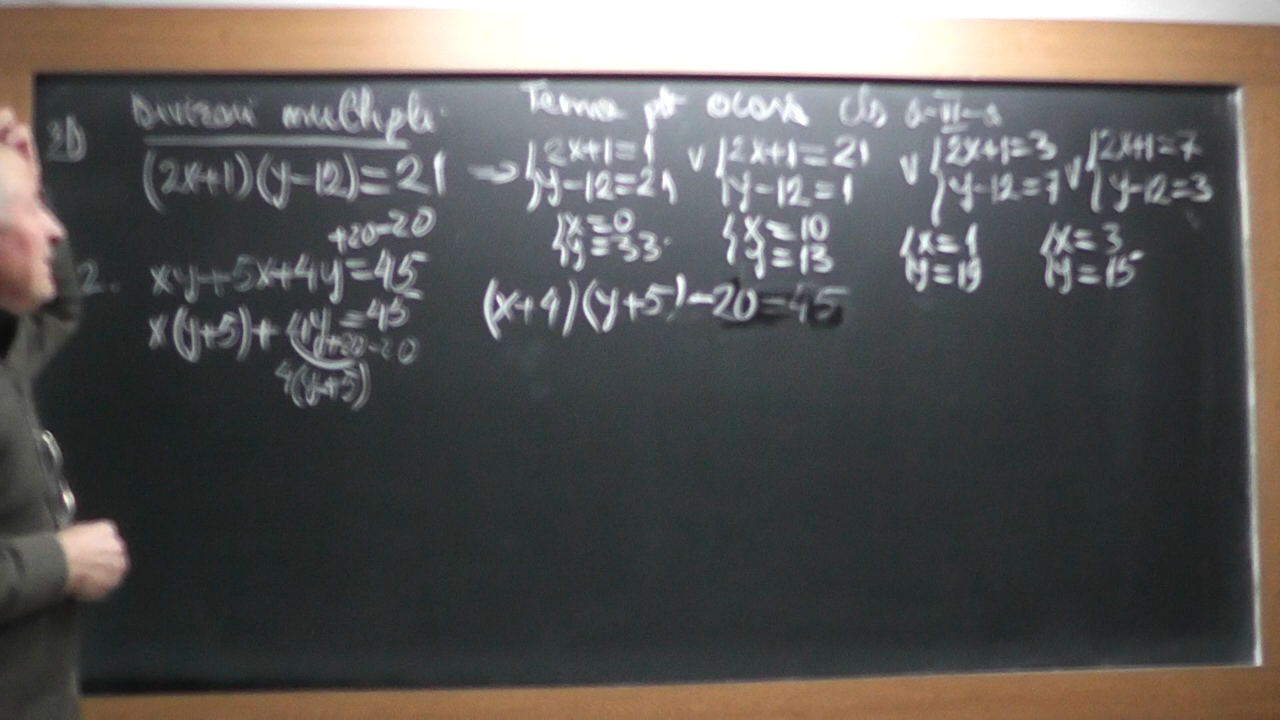 Divizori multipli.
Tema pt acasă cls a-VI-a
(2x+1)(y-12)=21
→ {2x+1=1 v {2x+1=21 v {2x+1=3 v {2x+1=7
{y-12=21 {y-12=1 {y-12=7 {y-12=3
{x=0 {x=10 {x=1 {x=3
{y=33 {y=13 {y=19 {y=15
+20-20
2. xy+5x+4y=45
x(y+5)+4y=45
+20-20
4(y+5)
(x+4)(y+5)-20=45